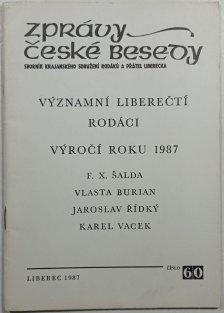 zprávy
české besedy
SBORNÍK KRAJANSKÉHO SDRUŽENÍ RODÁKŮ A PŘÁTEL LIBERECKA
VÝZNAMNÍ LIBEREČTÍ
RODÁCI
VÝROČÍ ROKU 1987
F. X. ŠALDA
VLASTA BURIAN
JAROSLAV ŘÍDKÝ
KAREL VACEK
LIBEREC 1987
ČÍSLO 60